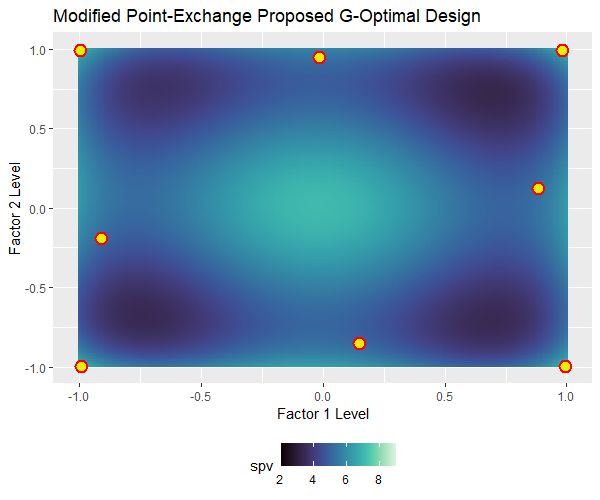 Modified Point-Exchange Proposed G-Optimal Design
1.0
0.5
0.0
-0.5
-1.0
Factor 2 Level
-1.0 -0.5 0.0 0.5 1.0
Factor 1 Level
spv
2 4 6 8